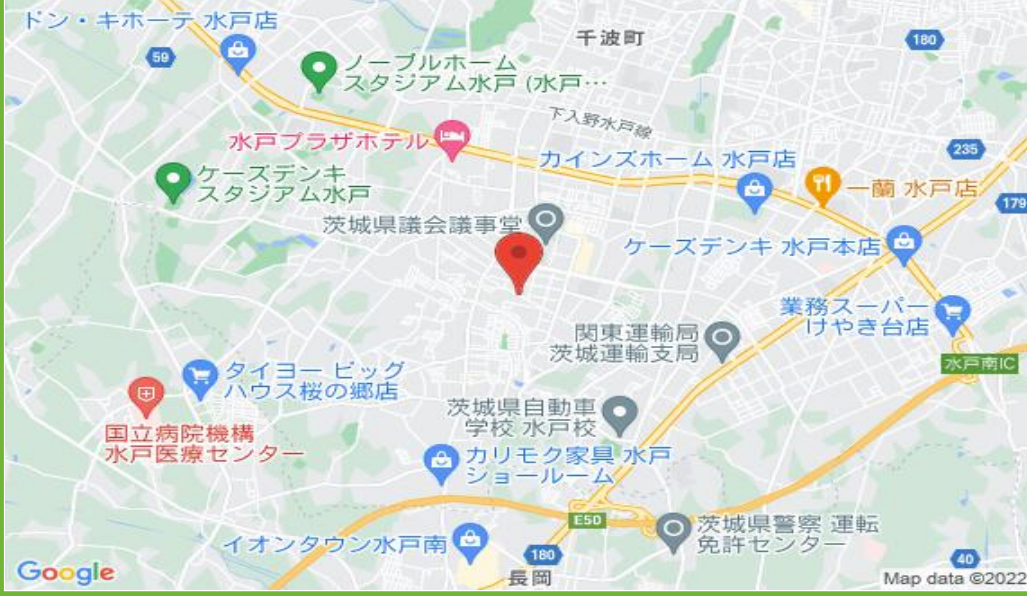 ドン・キホーテ 水戸店
千波町
180
59
ノーブルホーム
スタジアム水戸 (水戸…
下入野水戸線
水戸プラザホテル
235
カインズホーム 水戸店
ケーズデンキ
スタジアム水戸
一蘭 水戸店
179
茨城県議会議事堂
ケーズデンキ 水戸本店
業務スーパー
けやき台店
関東運輸局
茨城運輸支局
水戸南IC
タイヨー ビッグ
ハウス桜の郷店
茨城県自動車
学校 水戸校
国立病院機構
水戸医療センター
カリモク家具 水戸
ショールーム
E50
茨城県警察 運転
免許センター
イオンタウン水戸南
180
40
長岡
Google
Map data ©2022